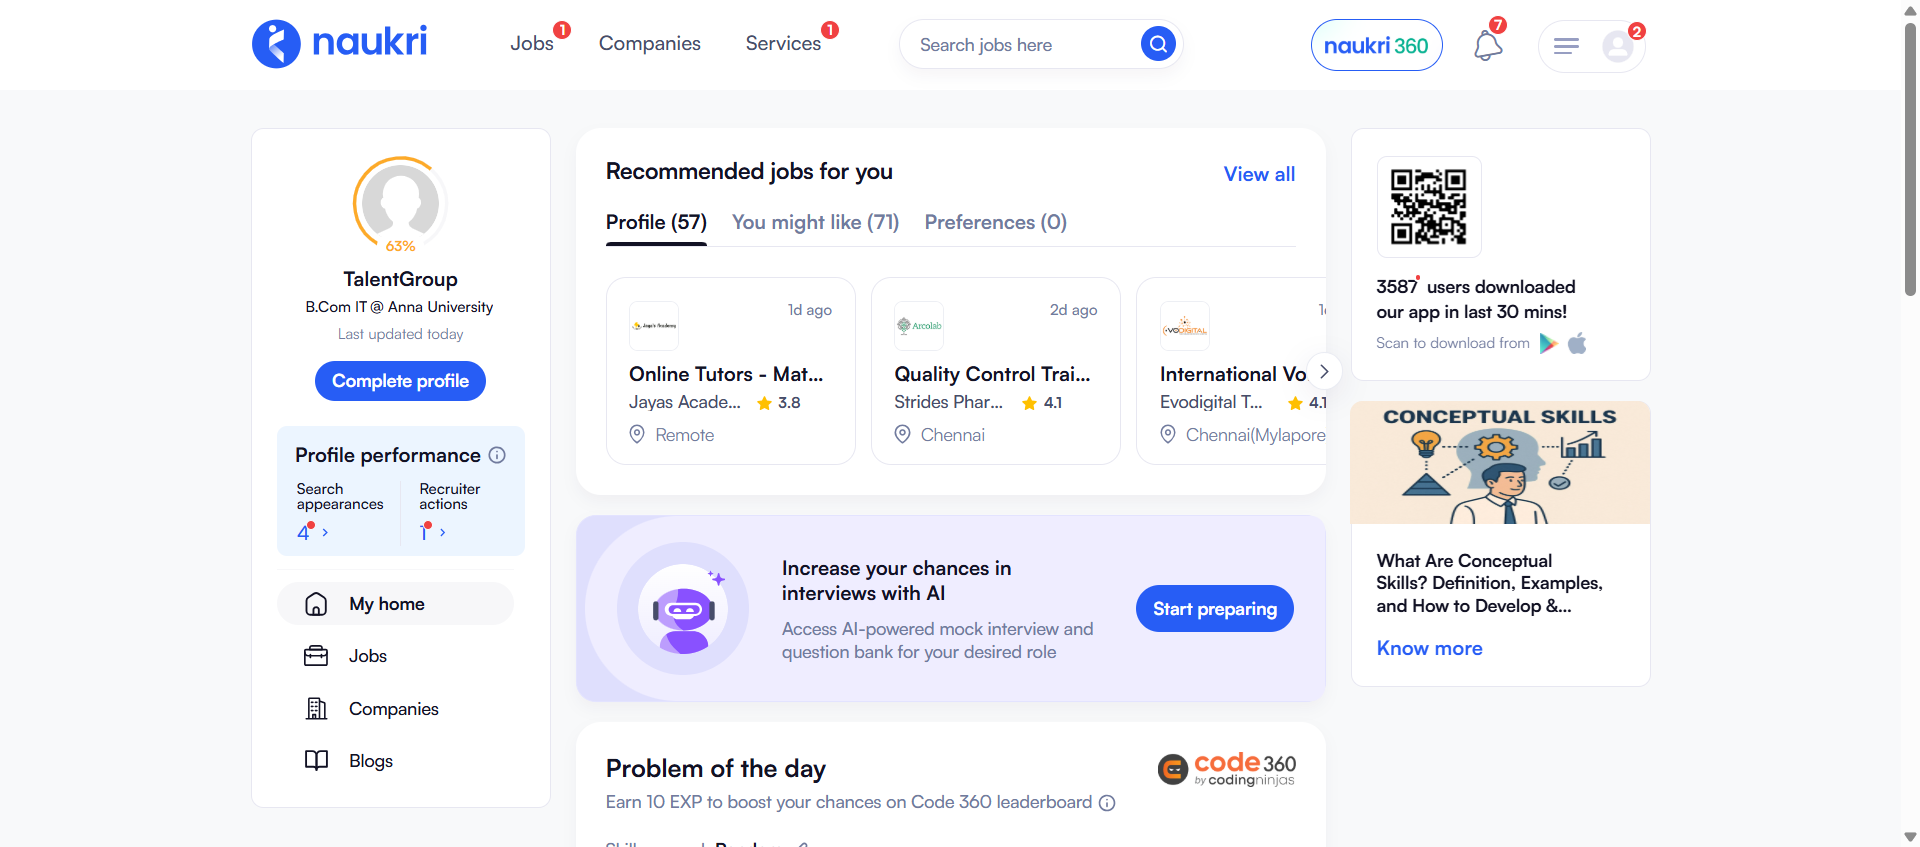 naukri
Jobs 1
Companies
Services 1
Search jobs here
naukri 360
7
2
63%
TalentGroup
B.Com IT @ Anna University
Last updated today
Complete profile
Profile performance
Search
appearances
4
Recruiter
actions
1
My home
Jobs
Companies
Blogs
Recommended jobs for you
View all
Profile (57)
You might like (71)
Preferences (0)
Jaya's Academy
1d ago
Online Tutors - Mat...
Jayas Acade... 3.8
Remote
Arcolab
2d ago
Quality Control Trai...
Strides Phar... 4.1
Chennai
EVODIGITAL
International Vo
Evodigital T... 4.1
Chennai(Mylapore
Increase your chances in
interviews with AI
Access AI-powered mock interview and
question bank for your desired role
Start preparing
Problem of the day
Earn 10 EXP to boost your chances on Code 360 leaderboard
code 360
by codingninjas
3587 users downloaded
our app in last 30 mins!
Scan to download from
CONCEPTUAL SKILLS
What Are Conceptual
Skills? Definition, Examples,
and How to Develop &...
Know more